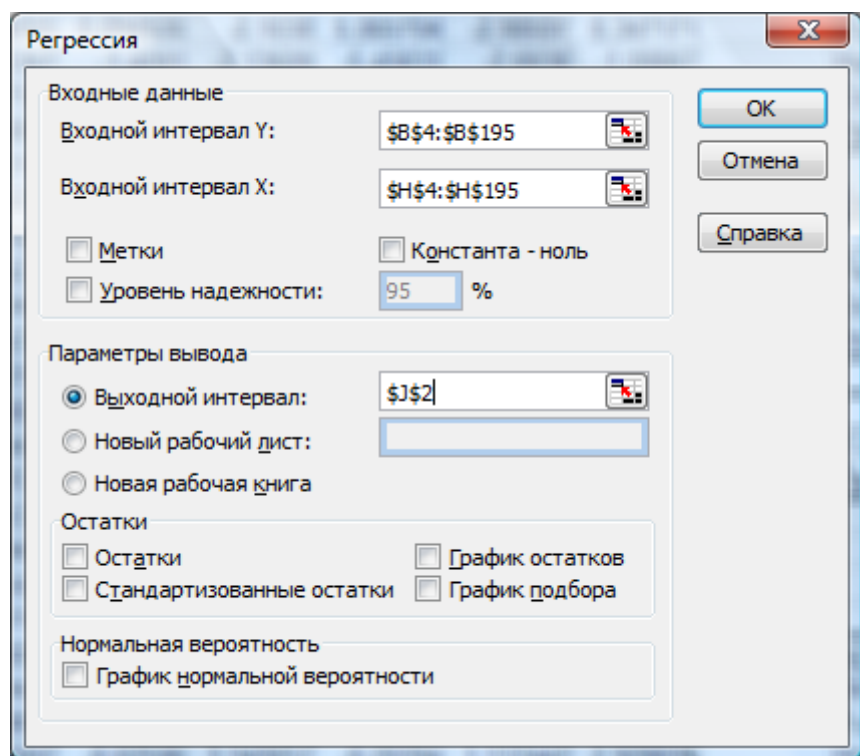 Регрессия
Входные данные
Входной интервал Y: $B$4:$B$195
Входной интервал X: $H$4:$H$195
Метки Константа - ноль
Уровень надежности: 95 %
OK
Отмена
Справка
Параметры вывода
Выходной интервал: $J$2
Новый рабочий лист:
Новая рабочая книга
Остатки
Остатки График остатков
Стандартизованные остатки График подбора
Нормальная вероятность
График нормальной вероятности